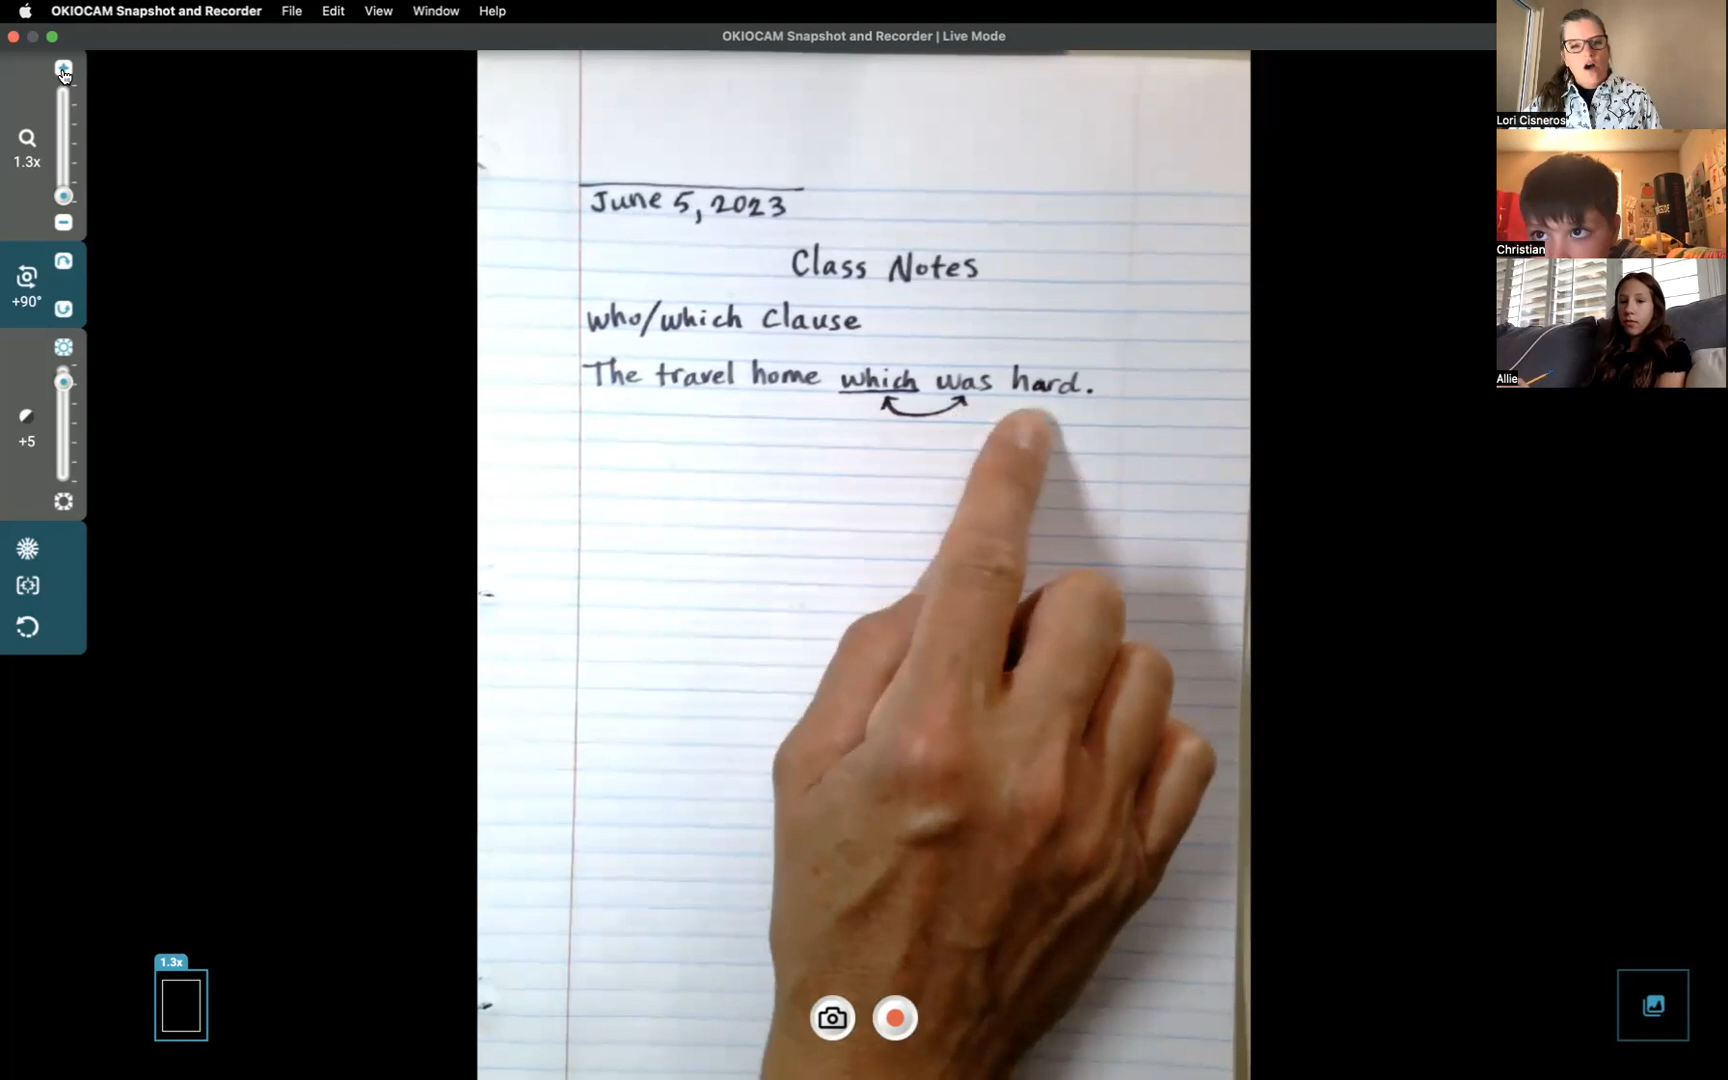 OKIOCAM Snapshot and Recorder File Edit View Window Help
OKIOCAM Snapshot and Recorder | Live Mode
1.3x
+90°
+5
June 5, 2023
Class Notes
who/which Clause
The travel home which was hard.
1.3x
Lori Cisneros
Christian
Allie